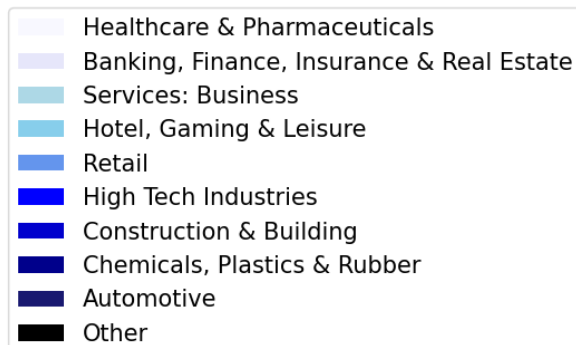 Healthcare & Pharmaceuticals
Banking, Finance, Insurance & Real Estate
Services: Business
Hotel, Gaming & Leisure
Retail
High Tech Industries
Construction & Building
Chemicals, Plastics & Rubber
Automotive
Other